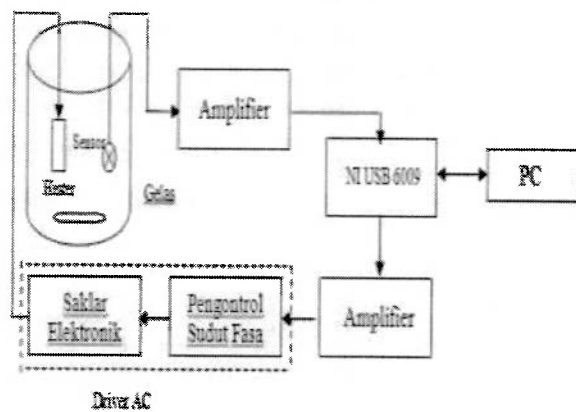 Amplifier
Sensor
Heater
Gelas
NI USB 6009
PC
Saklar
Elektronik
Pengontrol
Sudut Fasa
Amplifier
Driver AC